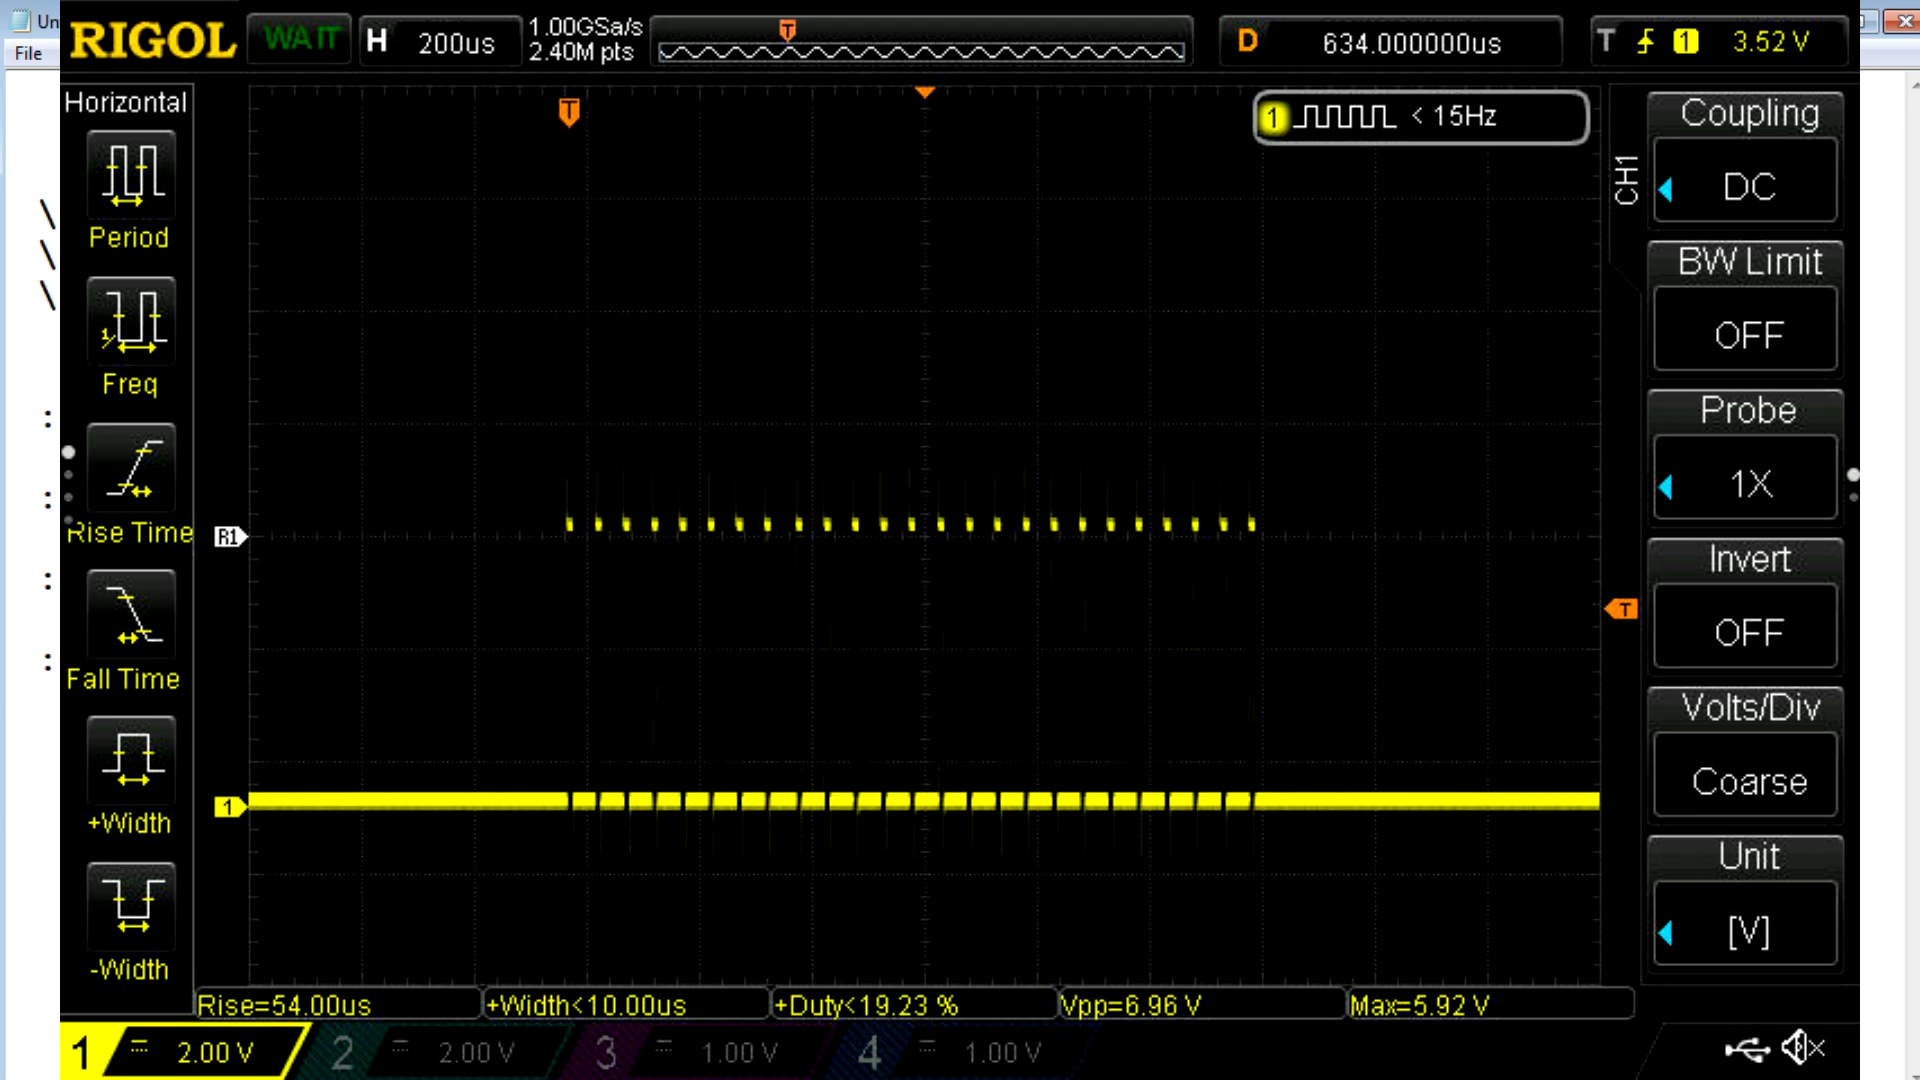 Un
File
RIGOL
WAIT
H
200us
1.00GSa/s
2.40M pts
T
D
634.000000us
T
1
3.52 V
Horizontal
Period
Freq
Rise Time
Fall Time
+Width
-Width
\
\
\
:
:
:
:
T
1
< 15Hz
R1
1
T
CH1
Coupling
DC
BW Limit
OFF
Probe
1X
Invert
OFF
Volts/Div
Coarse
Unit
[V]
Rise=54.00us
+Width<10.00us
+Duty<19.23 %
Vpp=6.96 V
Max=5.92 V
1
2.00 V
2
2.00 V
3
1.00 V
4
1.00 V